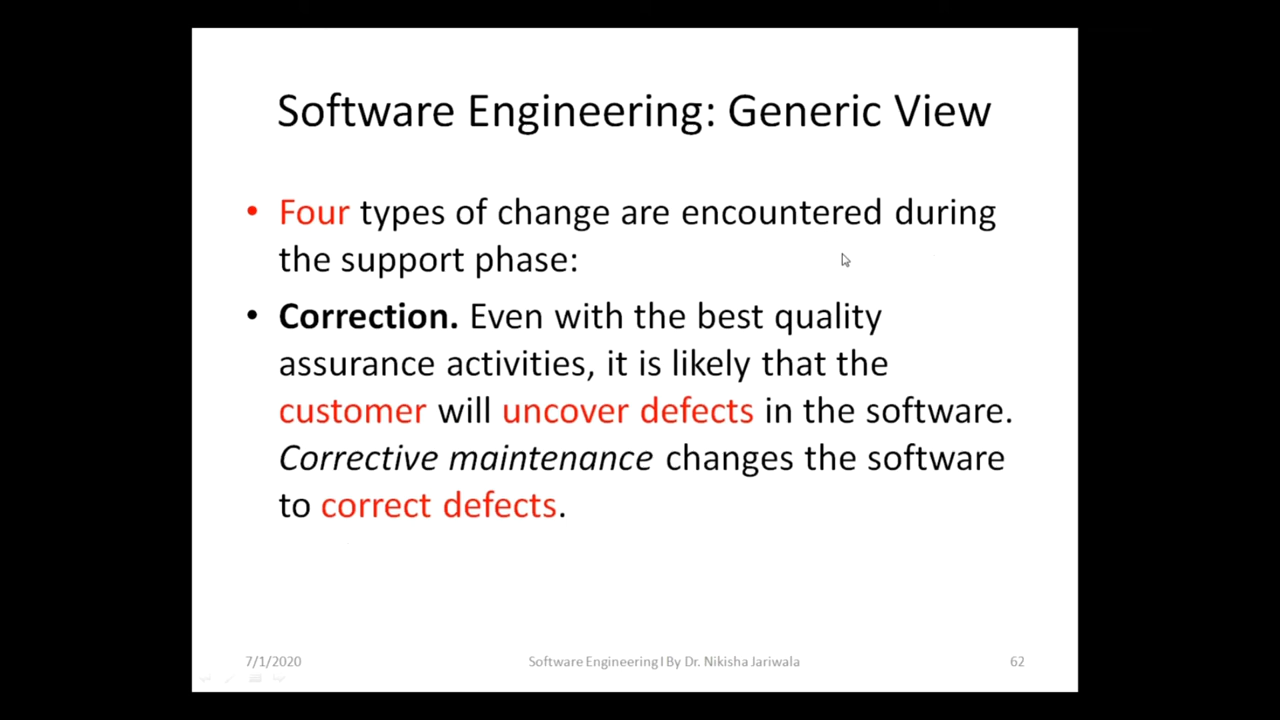 Software Engineering: Generic View
• Four types of change are encountered during
the support phase:
• Correction. Even with the best quality
assurance activities, it is likely that the
customer will uncover defects in the software.
Corrective maintenance changes the software
to correct defects.
7/1/2020 Software Engineering I By Dr. Nikisha Jariwala 62